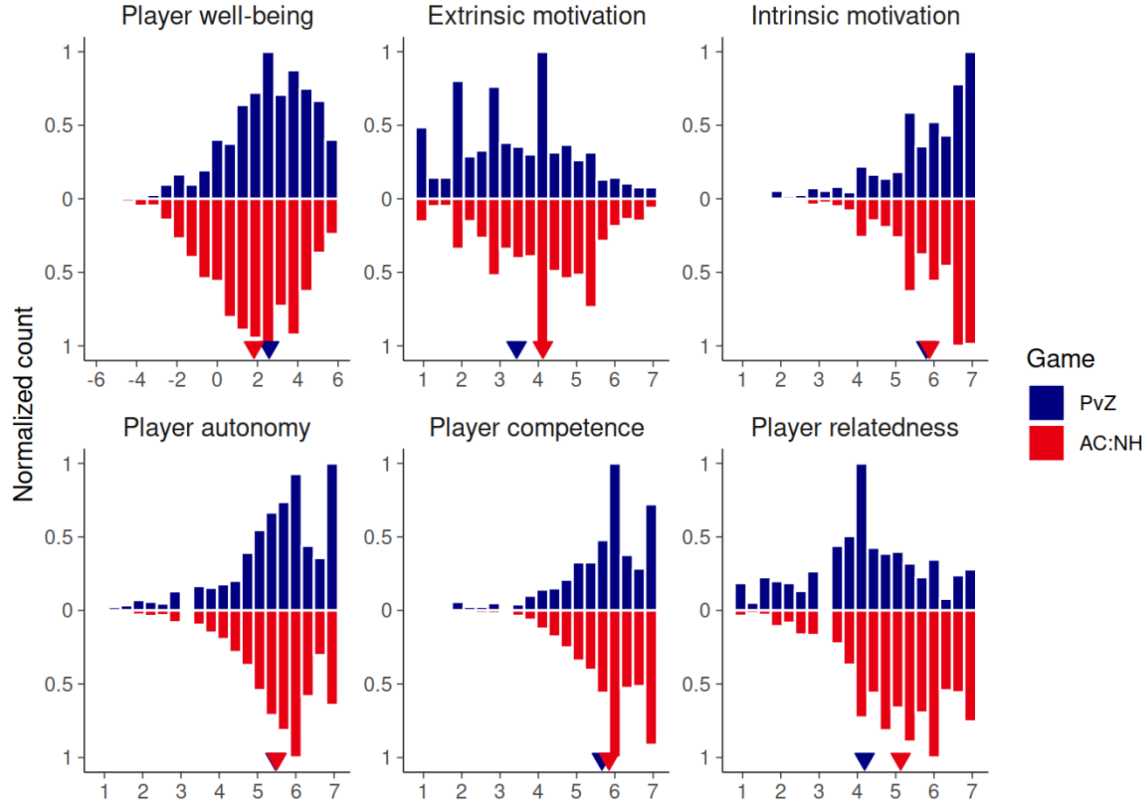 Player well-being
Extrinsic motivation
Intrinsic motivation
1
0.5
0
0.5
1
1
0.5
0
0.5
1
1
0.5
0
0.5
1
-6 -4 -2 0 2 4 6
1 2 3 4 5 6 7
1 2 3 4 5 6 7
Normalized count
Game
PvZ
AC:NH
Player autonomy
Player competence
Player relatedness
1
0.5
0
0.5
1
1
0.5
0
0.5
1
1
0.5
0
0.5
1
1 2 3 4 5 6 7
1 2 3 4 5 6 7
1 2 3 4 5 6 7